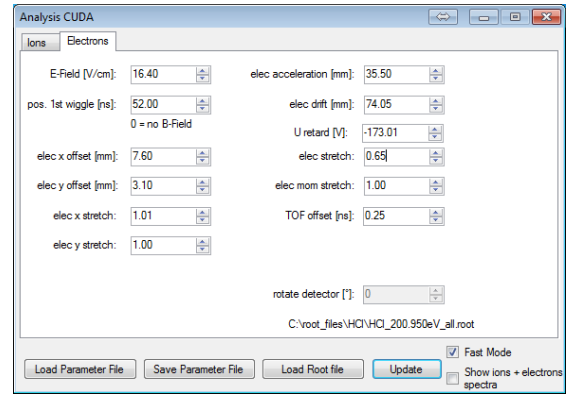 Analysis CUDA
Ions Electrons
E-Field [V/cm]: 16.40 elec acceleration [mm]: 35.50
pos. 1st wiggle [ns]: 52.00 elec drift [mm]: 74.05
0 = no B-Field
U retard [V]: -173.01
elec x offset [mm]: 7.60 elec stretch: 0.65
elec y offset [mm]: 3.10 elec mom stretch: 1.00
elec x stretch: 1.01 TOF offset [ns]: 0.25
elec y stretch: 1.00
rotate detector [°]: 0
C:\root_files\HCl\HCl_200.950eV_all.root
Fast Mode
Load Parameter File Save Parameter File Load Root file Update
Show ions + electrons
spectra